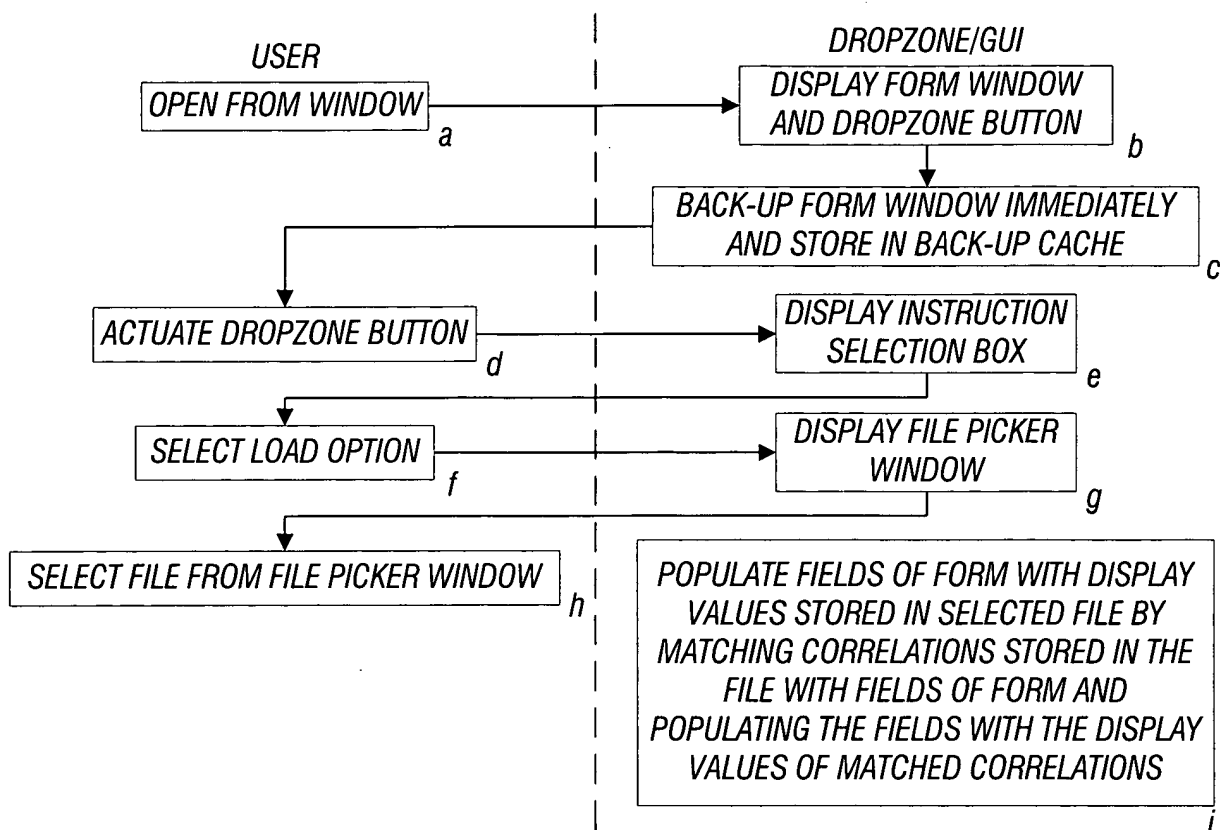 USER
DROPZONE/GUI
OPEN FROM WINDOW
a
DISPLAY FORM WINDOW
AND DROPZONE BUTTON
b
BACK-UP FORM WINDOW IMMEDIATELY
AND STORE IN BACK-UP CACHE
c
ACTUATE DROPZONE BUTTON
d
DISPLAY INSTRUCTION
SELECTION BOX
e
SELECT LOAD OPTION
f
DISPLAY FILE PICKER
WINDOW
g
SELECT FILE FROM FILE PICKER WINDOW
h
POPULATE FIELDS OF FORM WITH DISPLAY
VALUES STORED IN SELECTED FILE BY
MATCHING CORRELATIONS STORED IN THE
FILE WITH FIELDS OF FORM AND
POPULATING THE FIELDS WITH THE DISPLAY
VALUES OF MATCHED CORRELATIONS
i